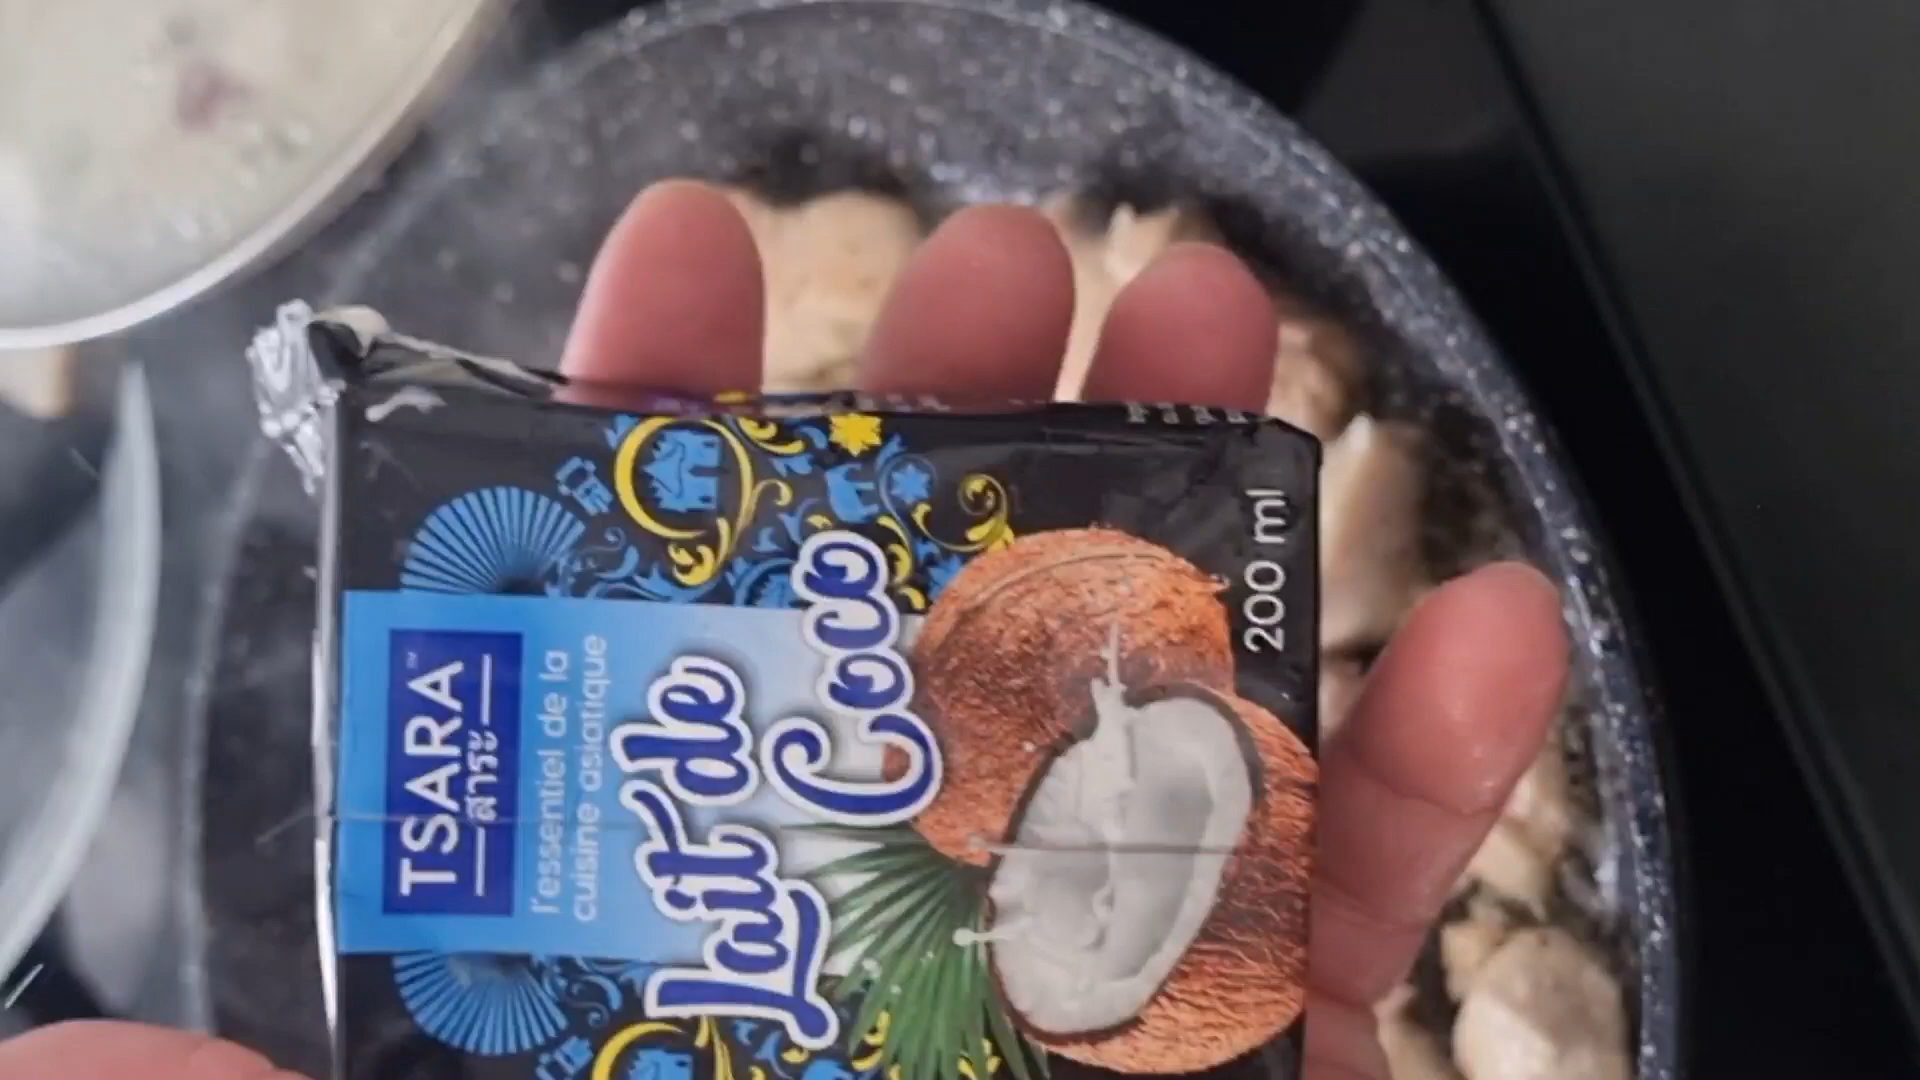 TSARA™
สาระ
l'essentiel de la
cuisine asiatique
Lait de
Coco
200 ml